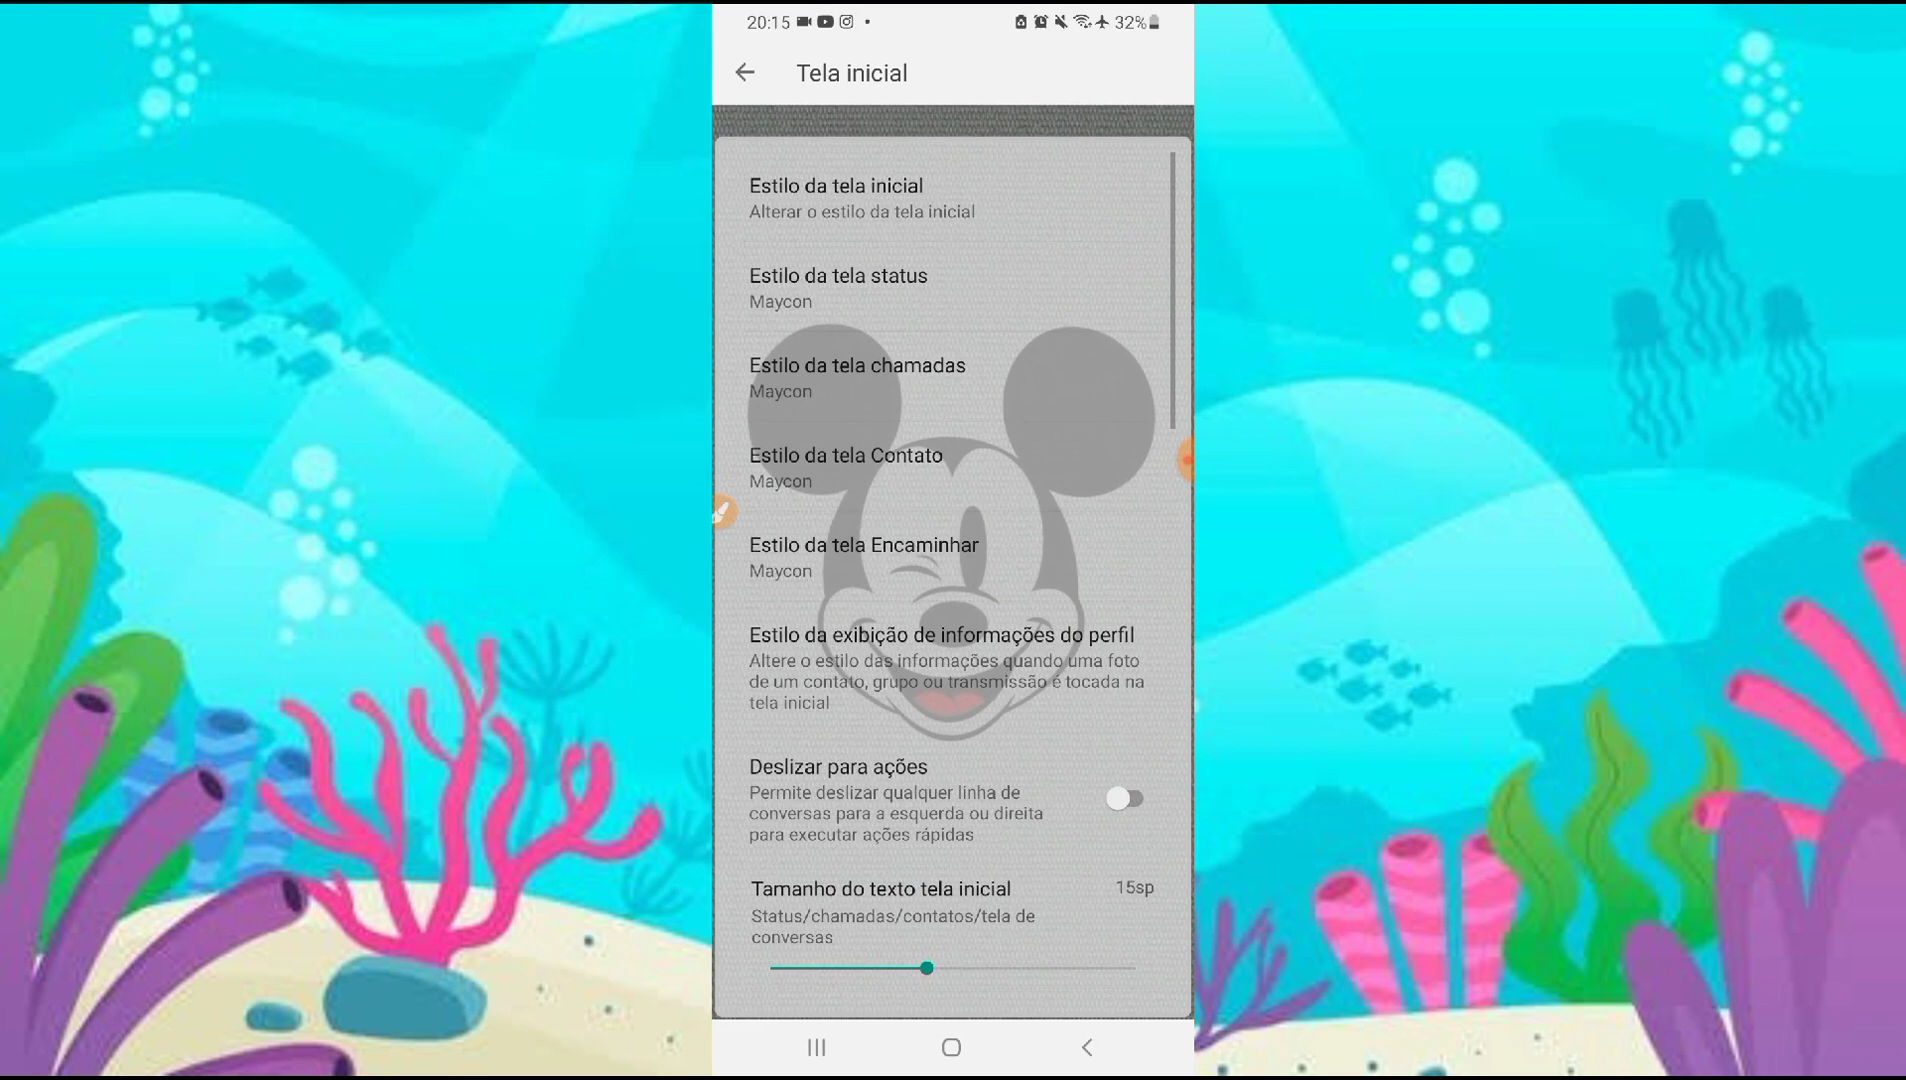 20:15
32%
Tela inicial
Estilo da tela inicial
Alterar o estilo da tela inicial
Estilo da tela status
Maycon
Estilo da tela chamadas
Maycon
Estilo da tela Contato
Maycon
Estilo da tela Encaminhar
Maycon
Estilo da exibição de informações do perfil
Altere o estilo das informações quando uma foto
de um contato, grupo ou transmissão é tocada na
tela inicial
Deslizar para ações
Permite deslizar qualquer linha de
conversas para a esquerda ou direita
para executar ações rápidas
Tamanho do texto tela inicial
15sp
Status/chamadas/contatos/tela de
conversas